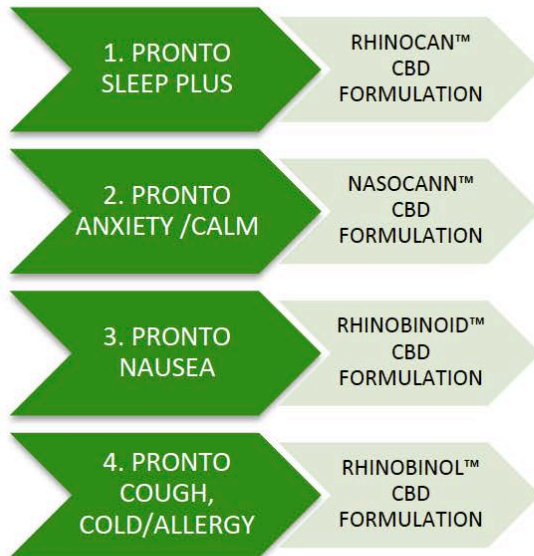 1. PRONTO
SLEEP PLUS
RHINOCAN™
CBD
FORMULATION
2. PRONTO
ANXIETY /CALM
NASOCANN™
CBD
FORMULATION
3. PRONTO
NAUSEA
RHINOBINOID™
CBD
FORMULATION
4. PRONTO
COUGH,
COLD/ALLERGY
RHINOBINOL™
CBD
FORMULATION